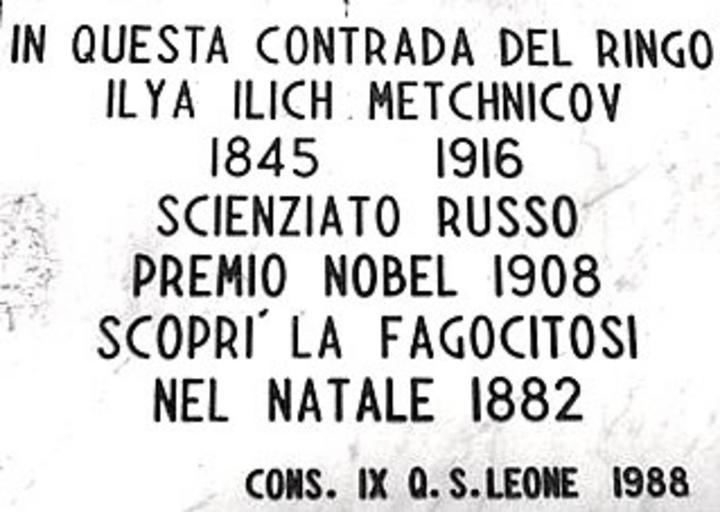 IN QUESTA CONTRADA DEL RINGO
ILYA ILICH METCHNICOV
1845 1916
SCIENZIATO RUSSO
PREMIO NOBEL 1908
SCOPRI´ LA FAGOCITOSI
NEL NATALE 1882
CONS. IX Q. S. LEONE 1988